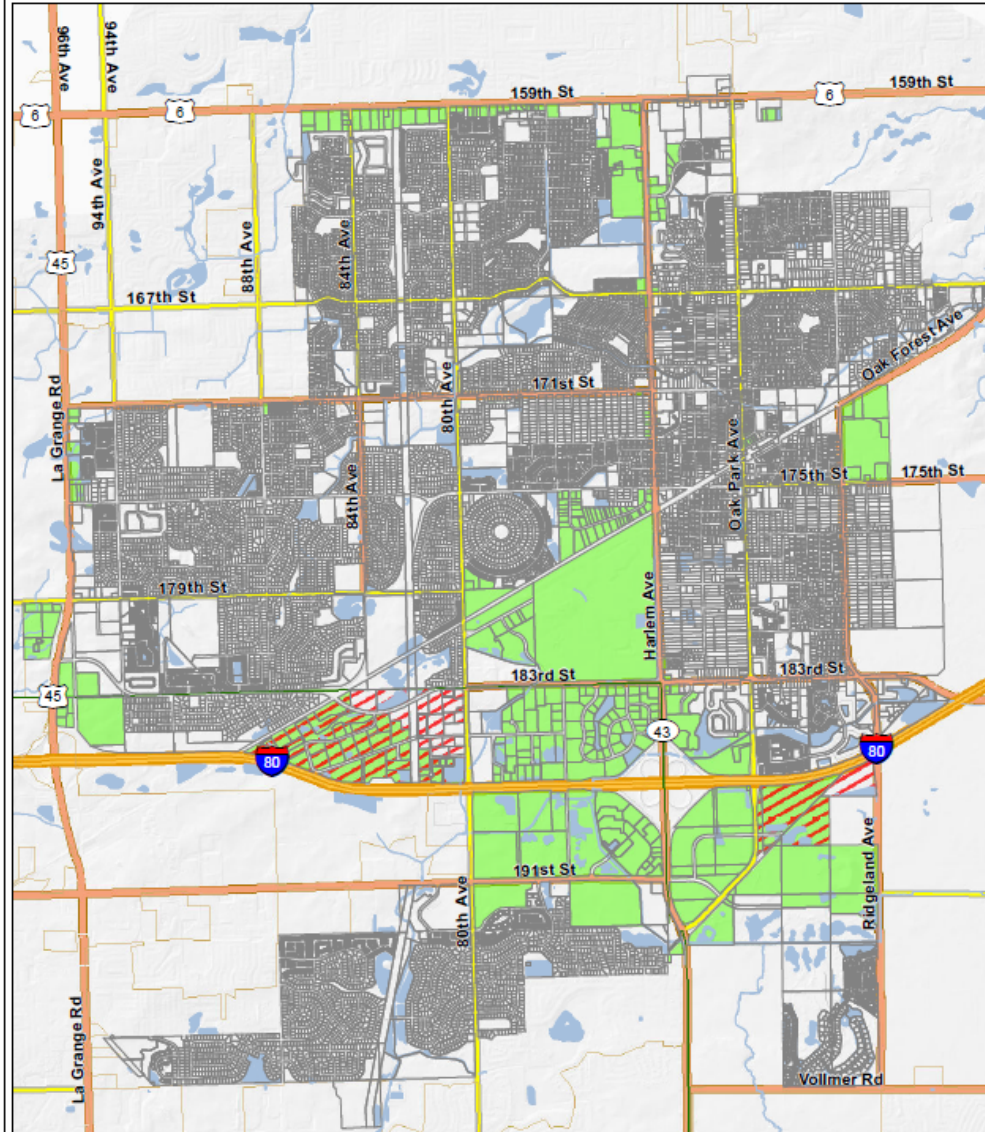 96th Ave
94th Ave
159th St
6
159th St
6
6
94th Ave
88th Ave
84th Ave
45
167th St
Oak Forest Ave
La Grange Rd
80th Ave
171st St
Oak Park Ave
84th Ave
175th St
175th St
179th St
Harlem Ave
45
183rd St
183rd St
43
80
80
191st St
Ridgeland Ave
80th Ave
La Grange Rd
Vollmer Rd